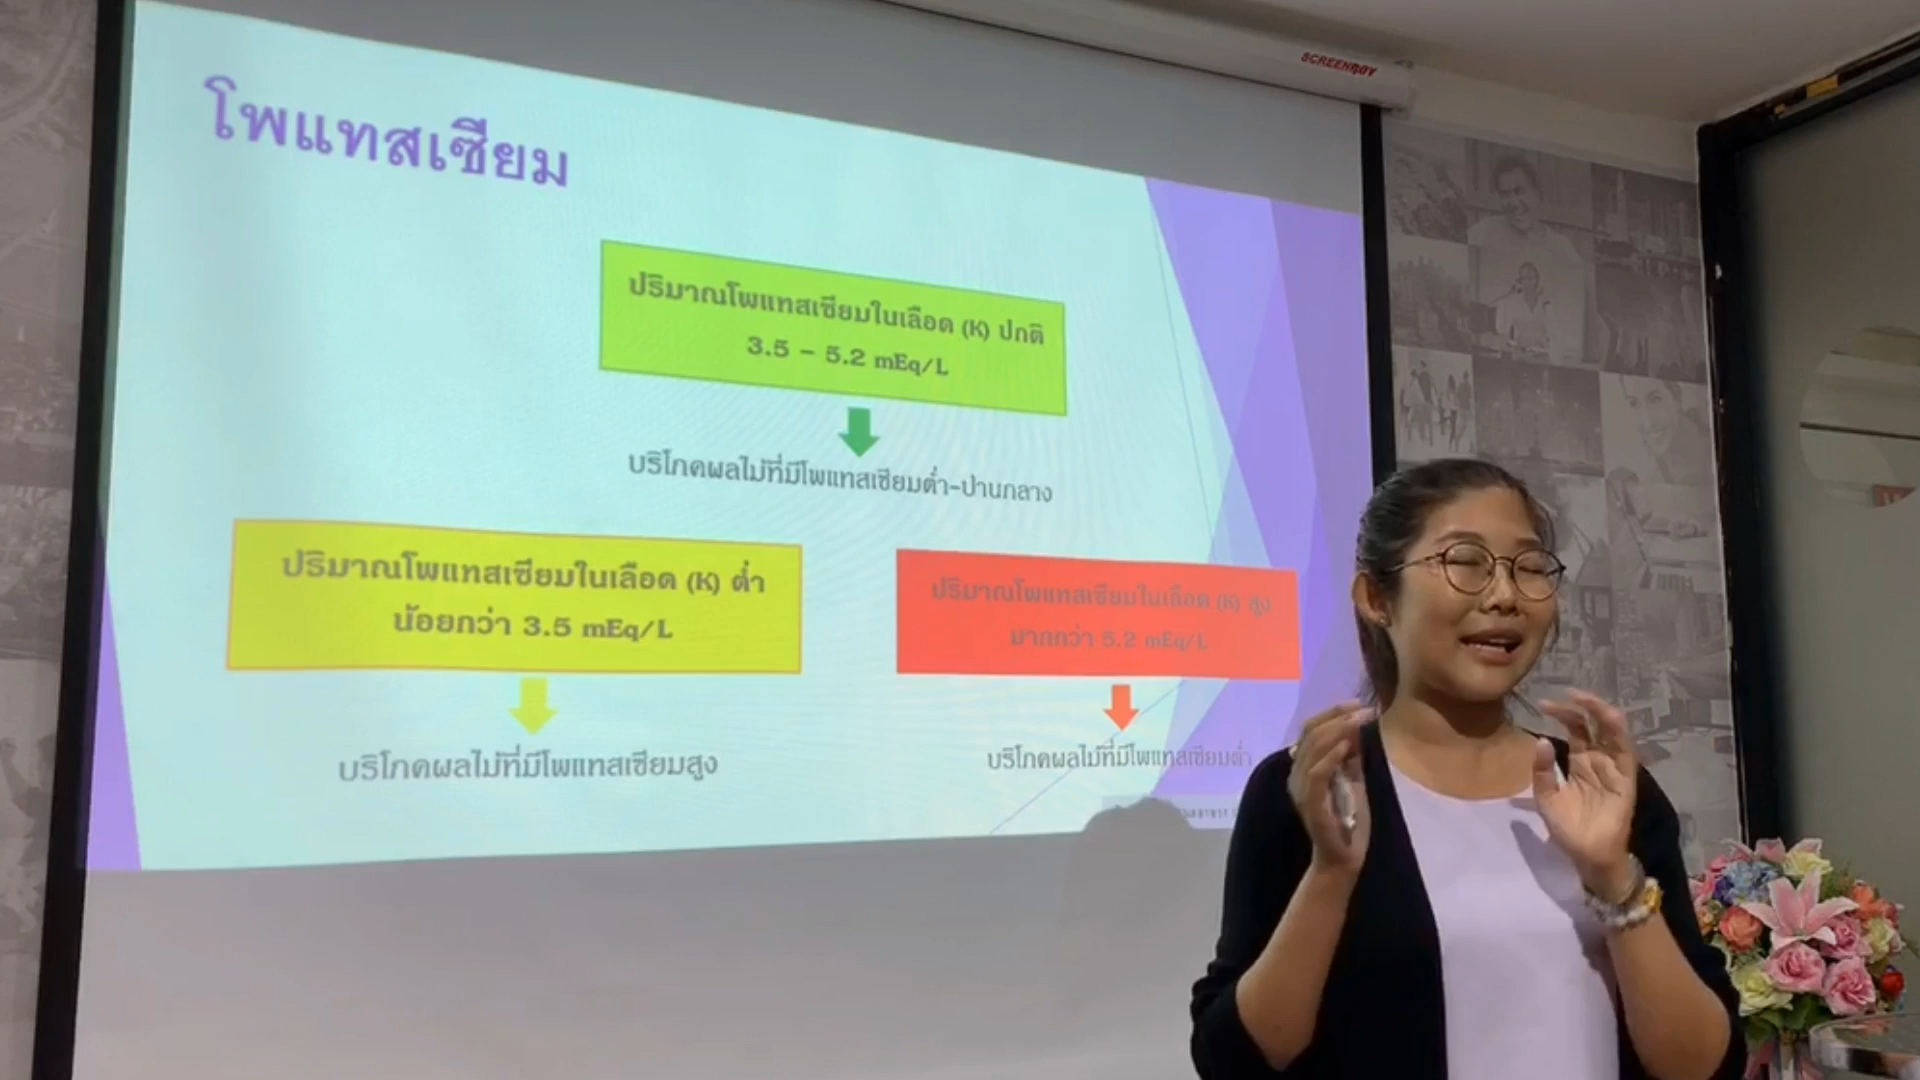 SCREENBOY
โพแทสเซียม
ปริมาณโพแทสเซียมในเลือด (K) ปกติ
3.5 – 5.2 mEq/L
บริโภคผลไม้ที่มีโพแทสเซียมต่ำ-ปานกลาง
ปริมาณโพแทสเซียมในเลือด (K) ต่ำ
น้อยกว่า 3.5 mEq/L
บริโภคผลไม้ที่มีโพแทสเซียมสูง
ปริมาณโพแทสเซียมในเลือด (K) สูง
มากกว่า 5.2 mEq/L
บริโภคผลไม้ที่มีโพแทสเซียมต่ำ